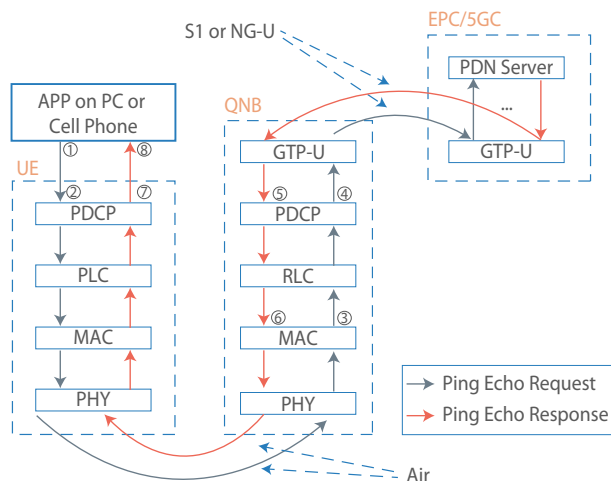 S1 or NG-U
EPC/5GC
PDN Server
...
GTP-U
APP on PC or
Cell Phone
QNB
① ⑧
UE
GTP-U
② ⑦
⑤ ④
PDCP
PDCP
PLC
RLC
⑥ ③
MAC
MAC
PHY
PHY
Ping Echo Request
Ping Echo Response
Air